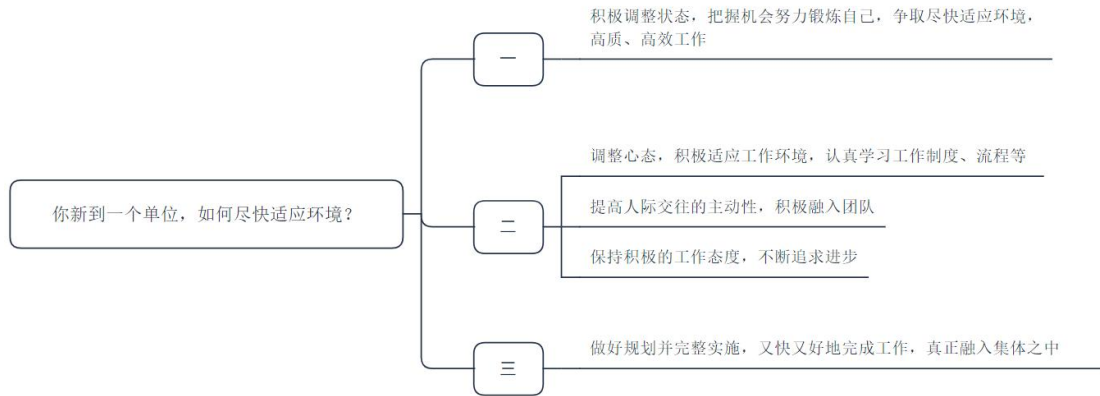 你新到一个单位，如何尽快适应环境？
一
积极调整状态，把握机会努力锻炼自己，争取尽快适应环境，
高质、高效工作
二
调整心态，积极适应工作环境，认真学习工作制度、流程等
提高人际交往的主动性，积极融入团队
保持积极的工作态度，不断追求进步
三
做好规划并完整实施，又快又好地完成工作，真正融入集体之中